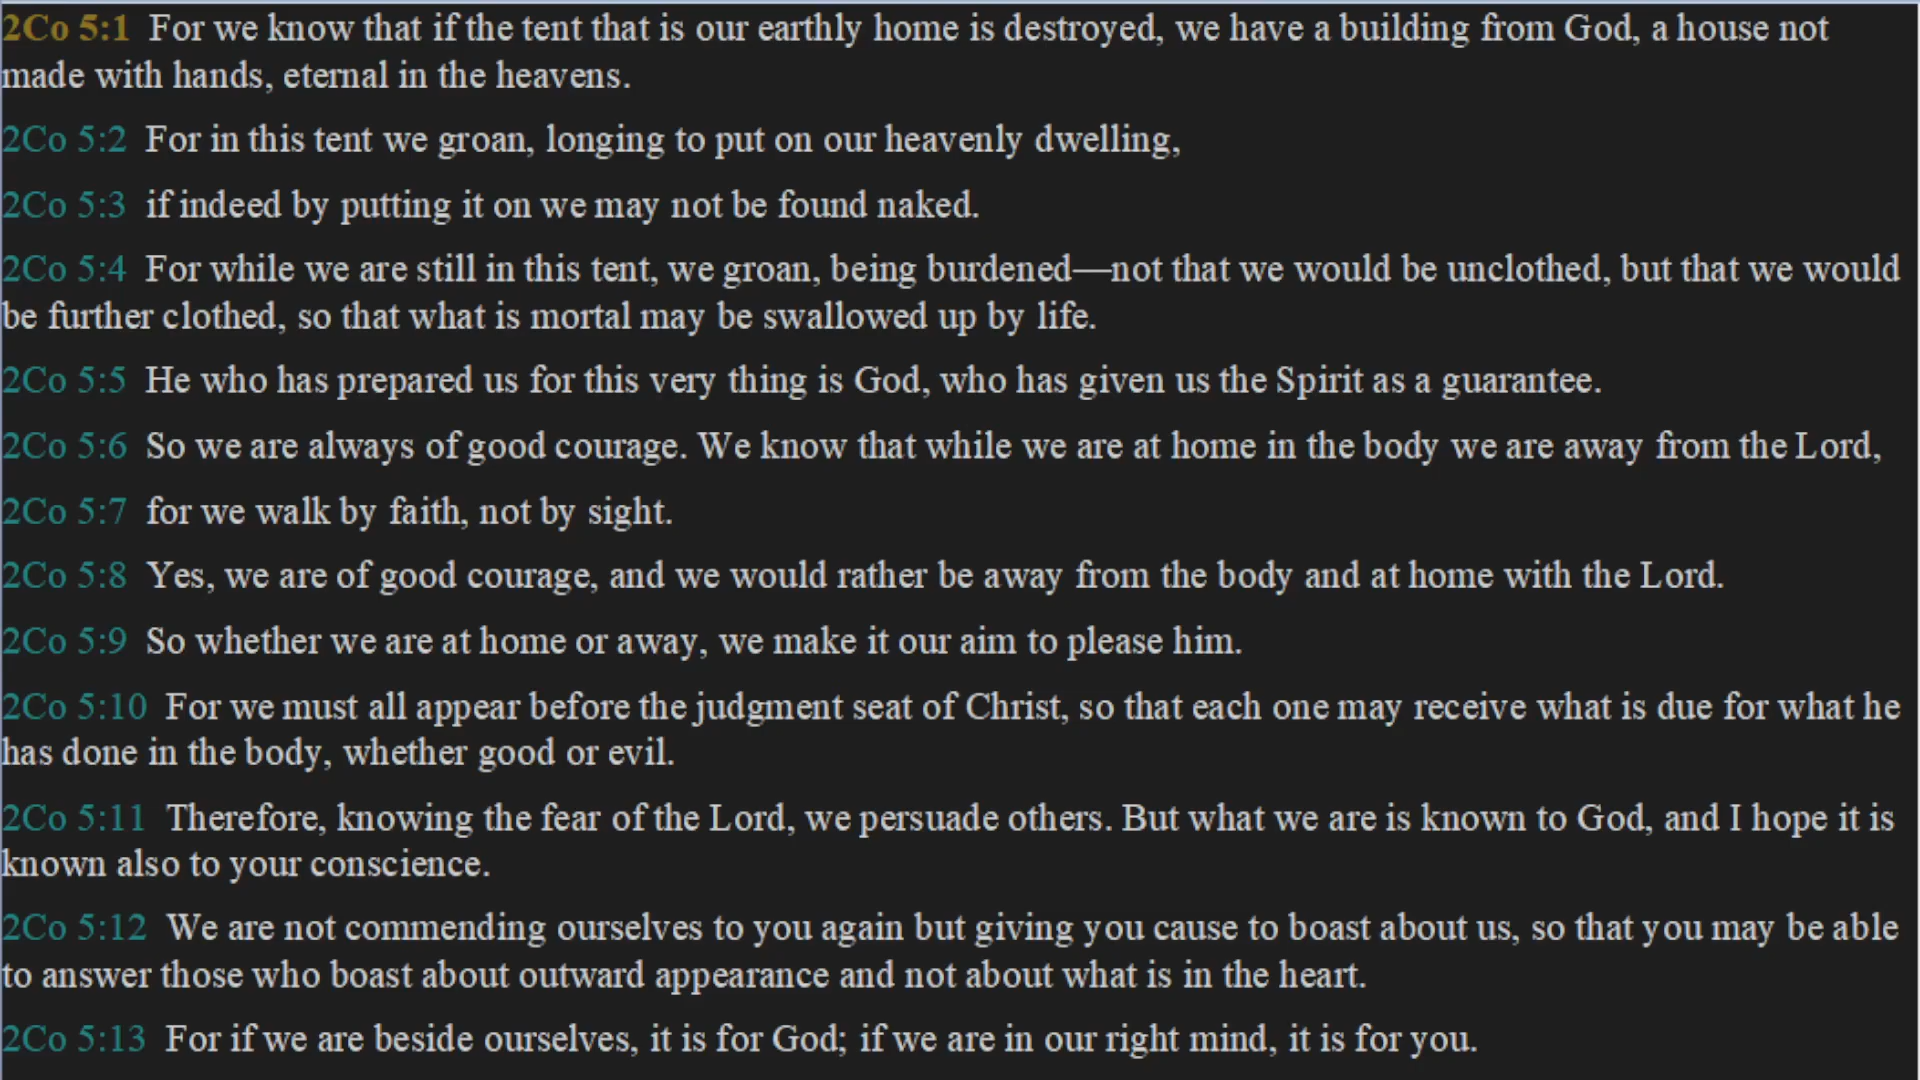 2Co 5:1 For we know that if the tent that is our earthly home is destroyed, we have a building from God, a house not
made with hands, eternal in the heavens.
2Co 5:2 For in this tent we groan, longing to put on our heavenly dwelling,
2Co 5:3 if indeed by putting it on we may not be found naked.
2Co 5:4 For while we are still in this tent, we groan, being burdened—not that we would be unclothed, but that we would
be further clothed, so that what is mortal may be swallowed up by life.
2Co 5:5 He who has prepared us for this very thing is God, who has given us the Spirit as a guarantee.
2Co 5:6 So we are always of good courage. We know that while we are at home in the body we are away from the Lord,
2Co 5:7 for we walk by faith, not by sight.
2Co 5:8 Yes, we are of good courage, and we would rather be away from the body and at home with the Lord.
2Co 5:9 So whether we are at home or away, we make it our aim to please him.
2Co 5:10 For we must all appear before the judgment seat of Christ, so that each one may receive what is due for what he
has done in the body, whether good or evil.
2Co 5:11 Therefore, knowing the fear of the Lord, we persuade others. But what we are is known to God, and I hope it is
known also to your conscience.
2Co 5:12 We are not commending ourselves to you again but giving you cause to boast about us, so that you may be able
to answer those who boast about outward appearance and not about what is in the heart.
2Co 5:13 For if we are beside ourselves, it is for God; if we are in our right mind, it is for you.